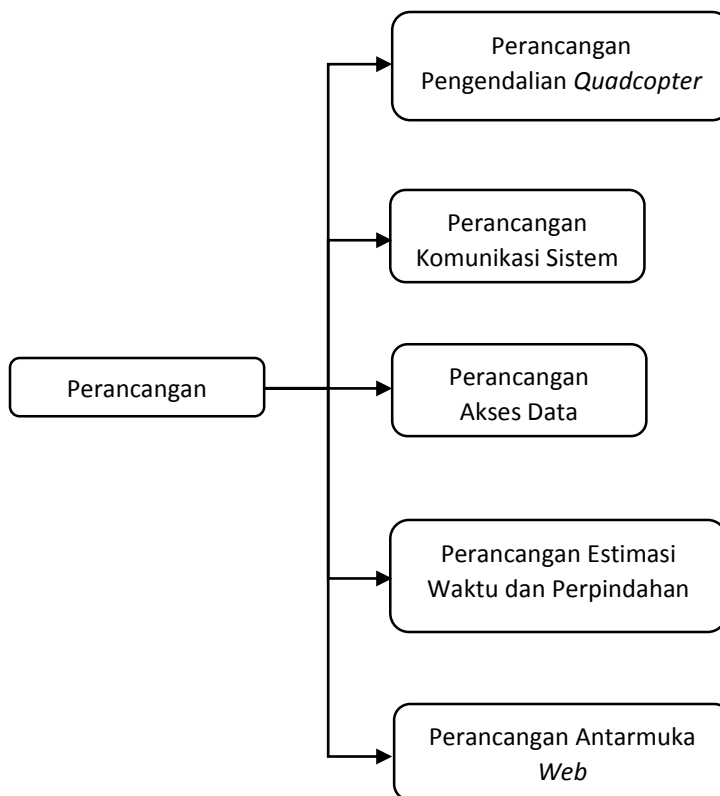 Perancangan
Pengendalian Quadcopter
Perancangan
Komunikasi Sistem
Perancangan
Perancangan
Akses Data
Perancangan Estimasi
Waktu dan Perpindahan
Perancangan Antarmuka
Web